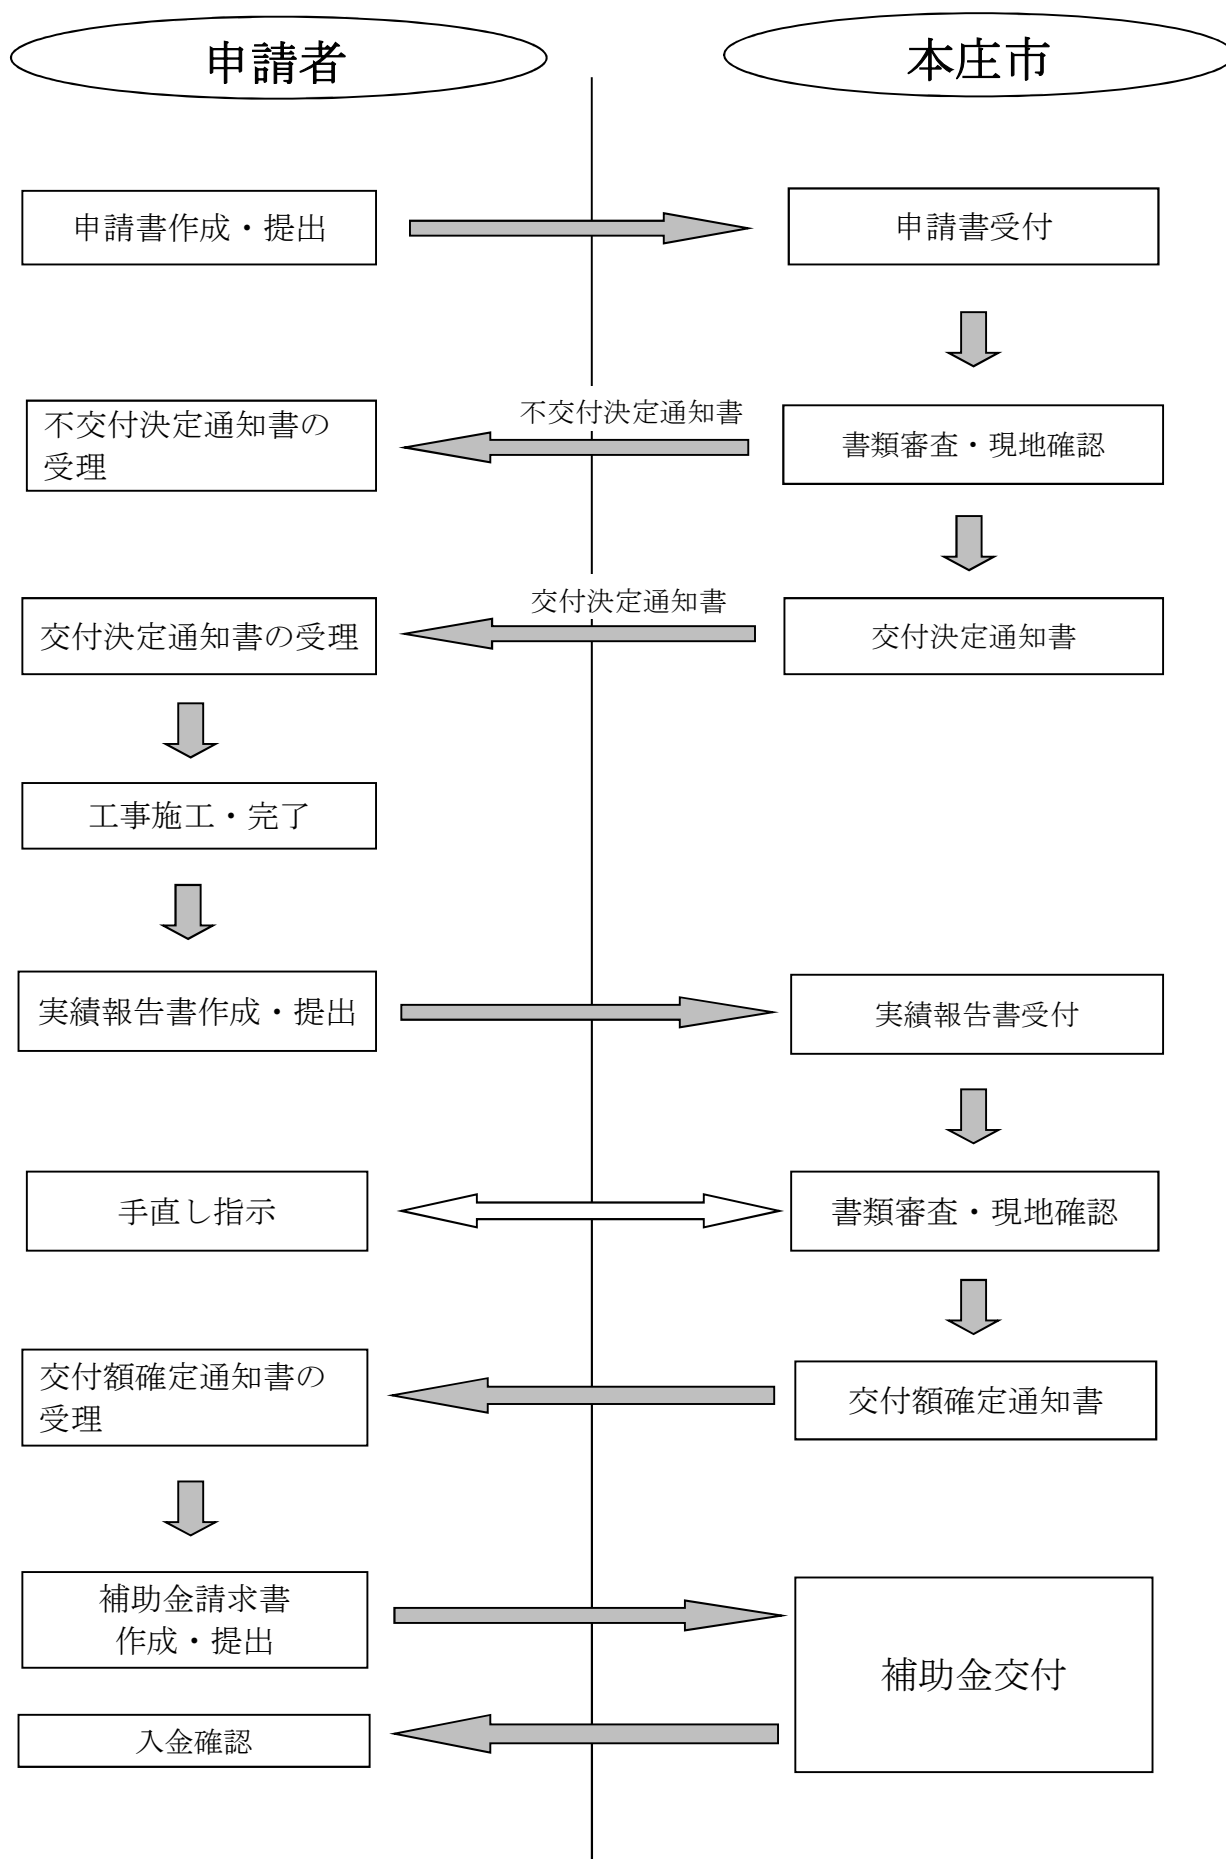 申請者
本庄市
申請書作成・提出
申請書受付
不交付決定通知書の
受理
不交付決定通知書
書類審査・現地確認
交付決定通知書の受理
交付決定通知書
交付決定通知書
工事施工・完了
実績報告書作成・提出
実績報告書受付
手直し指示
書類審査・現地確認
交付額確定通知書の
受理
交付額確定通知書
補助金請求書
作成・提出
補助金交付
入金確認